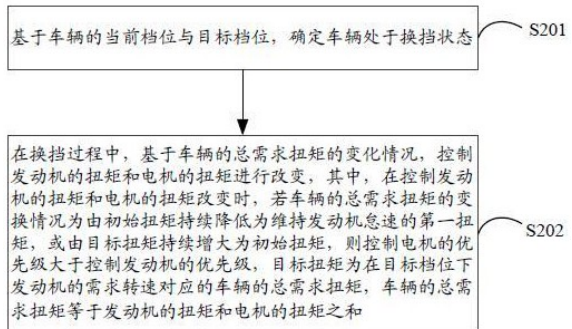 基于车辆的当前档位与目标档位，确定车辆处于换挡状态
S201
在换挡过程中，基于车辆的总需求扭矩的变化情况，控制
发动机的扭矩和电机的扭矩进行改变，其中，在控制发动
机的扭矩和电机的扭矩改变时，若车辆的总需求扭矩的变
换情况为由初始扭矩持续降低为维持发动机怠速的第一扭
矩，或由目标扭矩持续增大为初始扭矩，则控制电机的优
先级大于控制发动机的优先级，目标扭矩为在目标档位下
发动机的需求转速对应的车辆的总需求扭矩，车辆的总需
求扭矩等于发动机的扭矩和电机的扭矩之和
S202